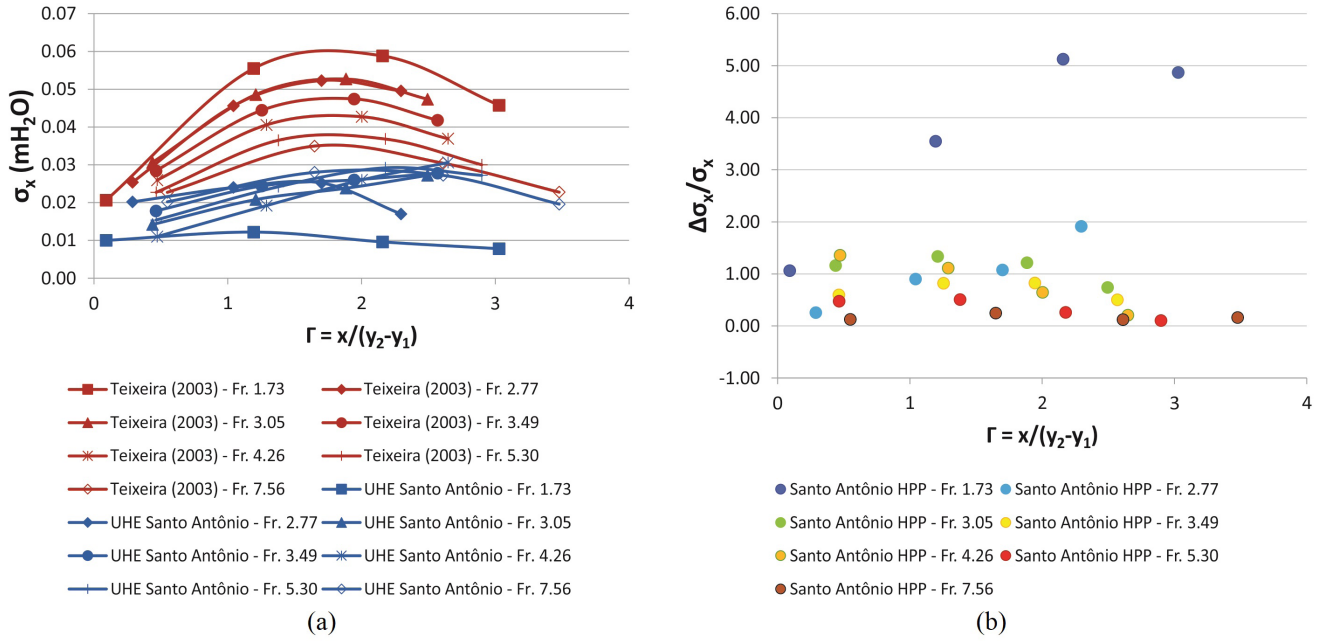 0.07
0.06
0.05
0.04
0.03
0.02
0.01
0.00
σx (mH2O)
0 1 2 3 4
Γ = x/(y2-y1)
Teixeira (2003) - Fr. 1.73 Teixeira (2003) - Fr. 2.77
Teixeira (2003) - Fr. 3.05 Teixeira (2003) - Fr. 3.49
Teixeira (2003) - Fr. 4.26 Teixeira (2003) - Fr. 5.30
Teixeira (2003) - Fr. 7.56 UHE Santo Antônio - Fr. 1.73
UHE Santo Antônio - Fr. 2.77 UHE Santo Antônio - Fr. 3.05
UHE Santo Antônio - Fr. 3.49 UHE Santo Antônio - Fr. 4.26
UHE Santo Antônio - Fr. 5.30 UHE Santo Antônio - Fr. 7.56
(a)
6.00
5.00
4.00
3.00
2.00
1.00
0.00
-1.00
Δσx/σx
0 1 2 3 4
Γ = x/(y2-y1)
Santo Antônio HPP - Fr. 1.73 Santo Antônio HPP - Fr. 2.77
Santo Antônio HPP - Fr. 3.05 Santo Antônio HPP - Fr. 3.49
Santo Antônio HPP - Fr. 4.26 Santo Antônio HPP - Fr. 5.30
Santo Antônio HPP - Fr. 7.56
(b)